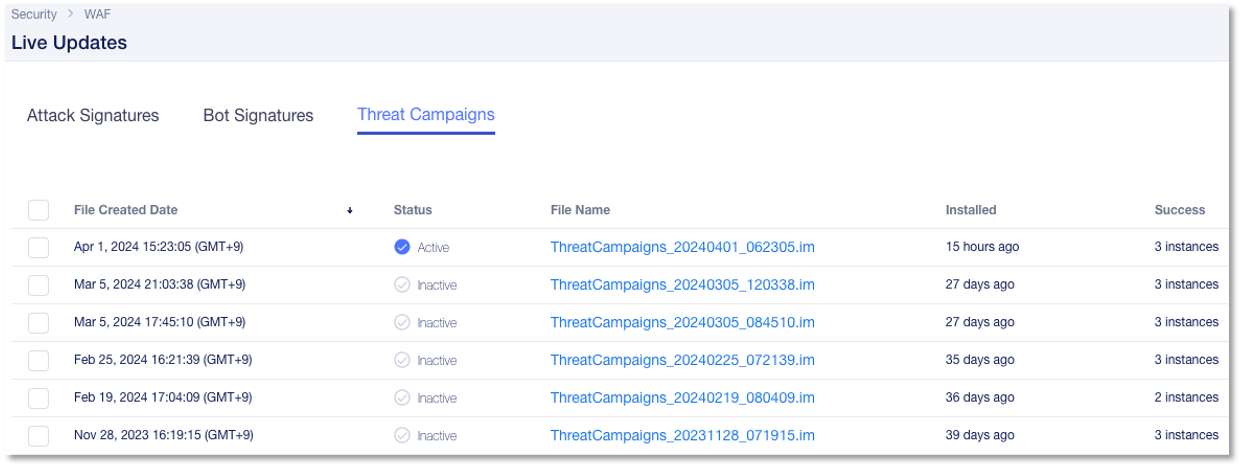 Security > WAF
Live Updates
Attack Signatures Bot Signatures Threat Campaigns
File Created Date Status File Name Installed Success
Apr 1, 2024 15:23:05 (GMT+9) Active ThreatCampaigns_20240401_062305.im 15 hours ago 3 instances
Mar 5, 2024 21:03:38 (GMT+9) Inactive ThreatCampaigns_20240305_120338.im 27 days ago 3 instances
Mar 5, 2024 17:45:10 (GMT+9) Inactive ThreatCampaigns_20240305_084510.im 27 days ago 3 instances
Feb 25, 2024 16:21:39 (GMT+9) Inactive ThreatCampaigns_20240225_072139.im 35 days ago 3 instances
Feb 19, 2024 17:04:09 (GMT+9) Inactive ThreatCampaigns_20240219_080409.im 36 days ago 2 instances
Nov 28, 2023 16:19:15 (GMT+9) Inactive ThreatCampaigns_20231128_071915.im 39 days ago 3 instances